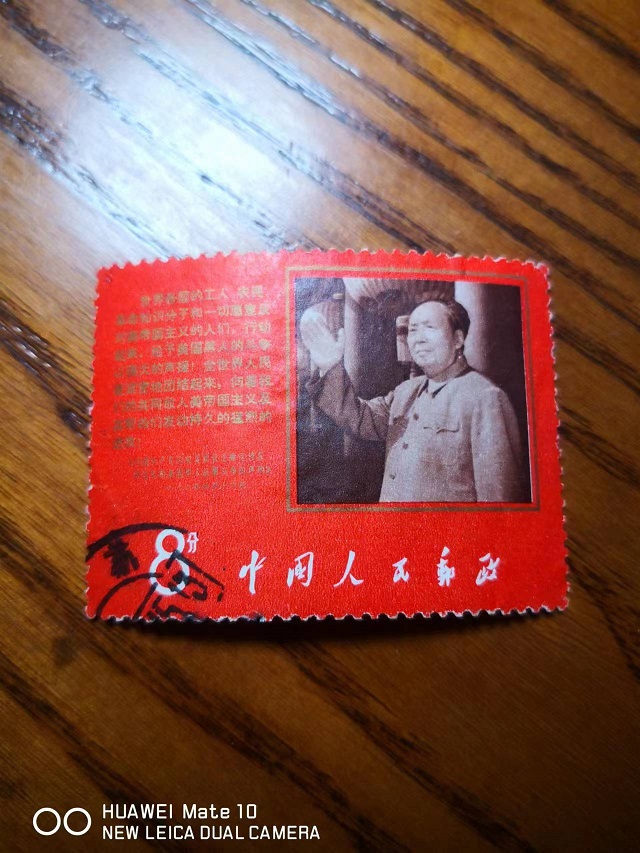 世界各国的工人、农民、
革命知识分子和一切愿意反
对美帝国主义的人们，行动
起来，给予美国黑人的斗争
以强大的声援！全世界人民
更紧密地团结起来，向着我
们的共同敌人美帝国主义及
其帮凶们发动持久的猛烈的
进攻！
8分 中国人民邮政
HUAWEI Mate 10
NEW LEICA DUAL CAMERA